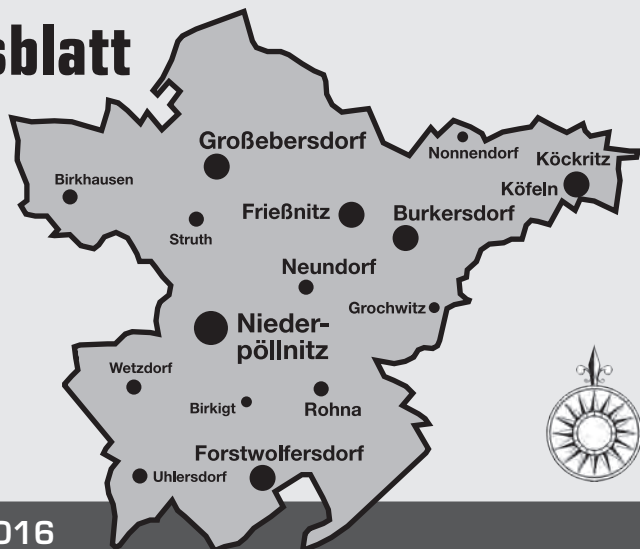 sblatt
Großebersdorf
Nonnendorf
Köckritz
Birkhausen
Köfeln
Frießnitz
Burkersdorf
Struth
Neundorf
Grochwitz
Nieder-
pöllnitz
Wetzdorf
Birkigt
Rohna
Forstwolfersdorf
Uhlersdorf
016